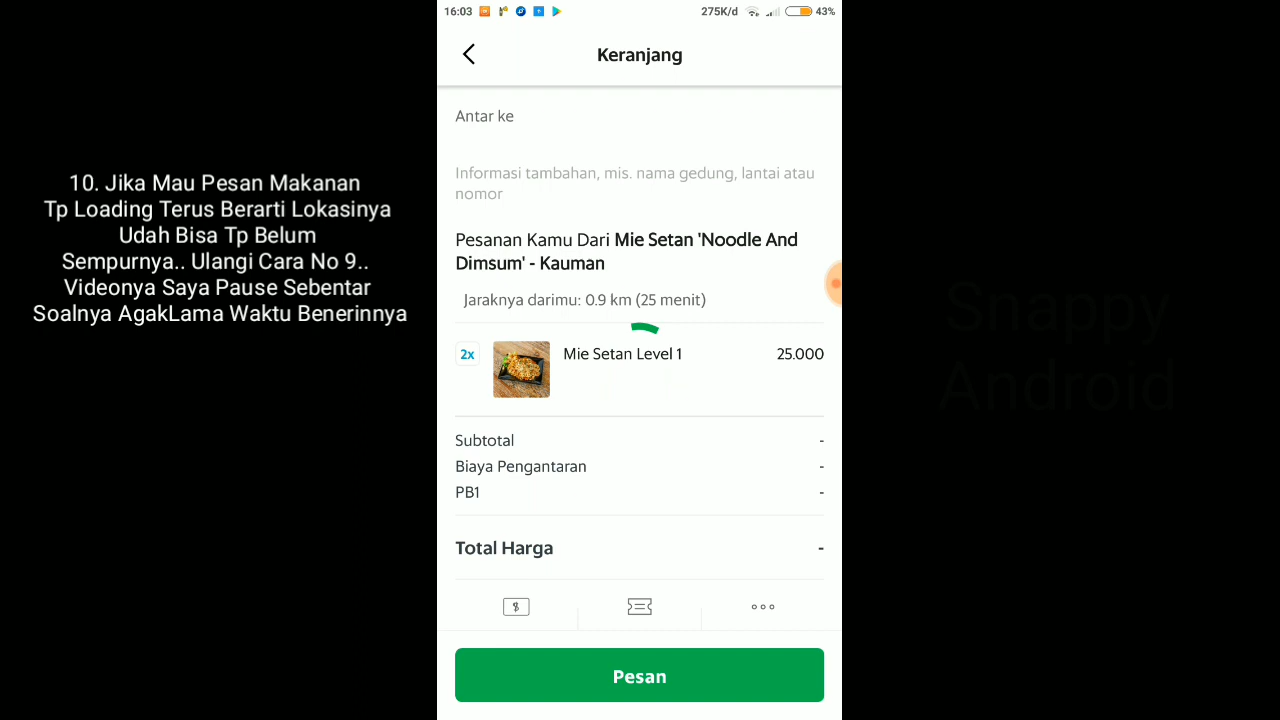 16:03
275K/d
43%
Keranjang
Antar ke
Informasi tambahan, mis. nama gedung, lantai atau
nomor
Pesanan Kamu Dari Mie Setan 'Noodle And
Dimsum' - Kauman
Jaraknya darimu: 0.9 km (25 menit)
2x
Mie Setan Level 1
25.000
Subtotal -
Biaya Pengantaran -
PB1 -
Total Harga -
Pesan
10. Jika Mau Pesan Makanan
Tp Loading Terus Berarti Lokasinya
Udah Bisa Tp Belum
Sempurnya.. Ulangi Cara No 9..
Videonya Saya Pause Sebentar
Soalnya AgakLama Waktu Benerinnya
Snappy
Android